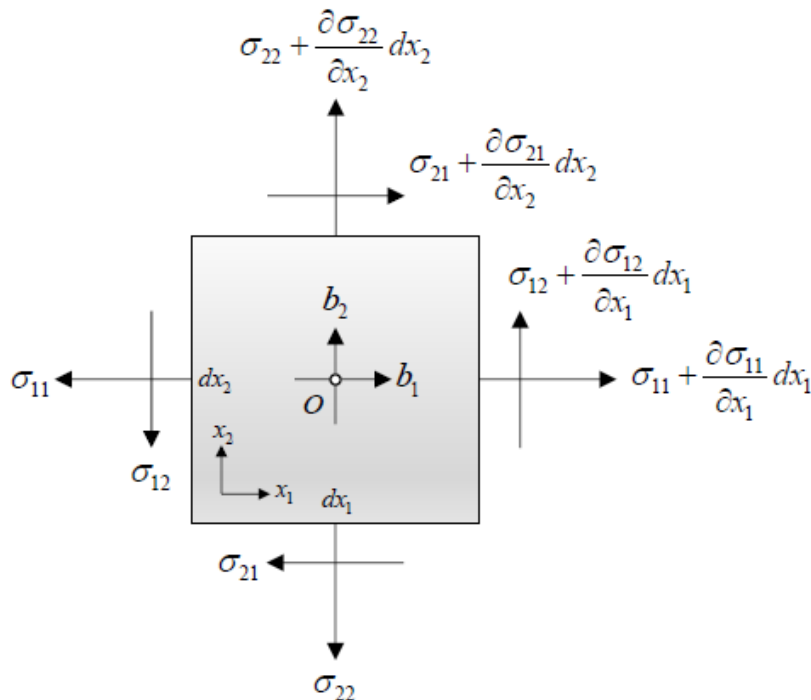 σ₂₂ + ∂σ₂₂/∂x₂ dx₂
σ₂₁ + ∂σ₂₁/∂x₂ dx₂
σ₁₂ + ∂σ₁₂/∂x₁ dx₁
b₂
σ₁₁
dx₂
O
b₁
σ₁₁ + ∂σ₁₁/∂x₁ dx₁
x₂
σ₁₂
x₁
dx₁
σ₂₁
σ₂₂